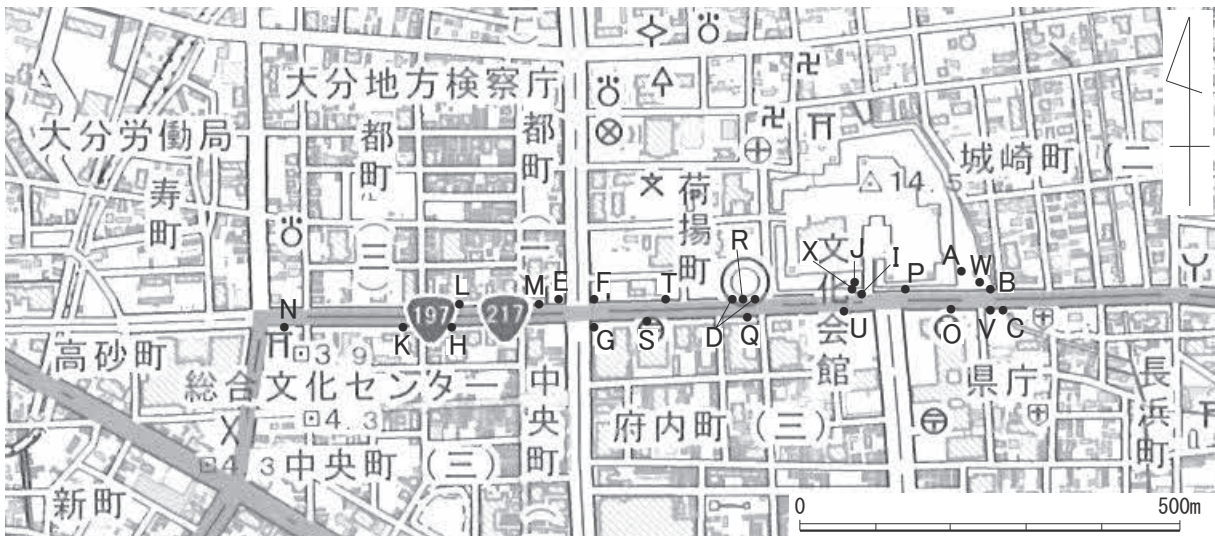 大分地方検察庁
大分労働局
寿町
都町
(三)
都町
(一
荷揚町
14.5
城崎町
(二
文化会館
X
J
I
R
P
A
W
B
L
M
E
F
T
N
K
197
H
217
G
S
D
Q
U
O
V
C
高砂町
3.9
総合文化センター
4.3
中央町
府内町(三)
県庁
長浜町
4.3
中央町(三)
新町
0
500m